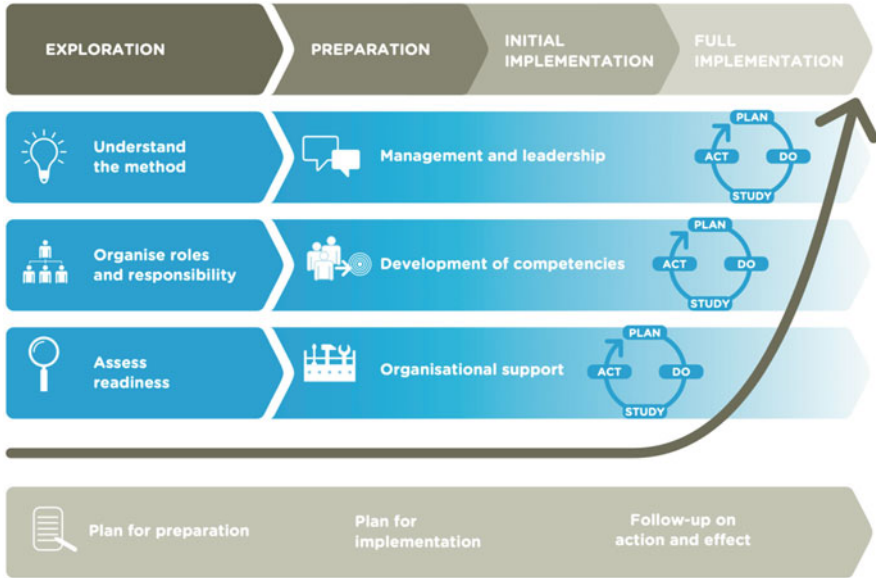 EXPLORATION
PREPARATION
INITIAL
IMPLEMENTATION
FULL
IMPLEMENTATION
Understand
the method
Management and leadership
PLAN
ACT
DO
STUDY
Organise roles
and responsibility
Development of competencies
PLAN
ACT
DO
STUDY
Assess
readiness
Organisational support
PLAN
ACT
DO
STUDY
Plan for preparation
Plan for
implementation
Follow-up on
action and effect